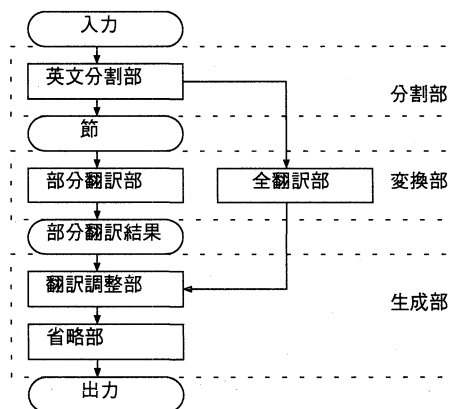 入力
英文分割部
分割部
節
部分翻訳部
全翻訳部
変換部
部分翻訳結果
翻訳調整部
生成部
省略部
出力